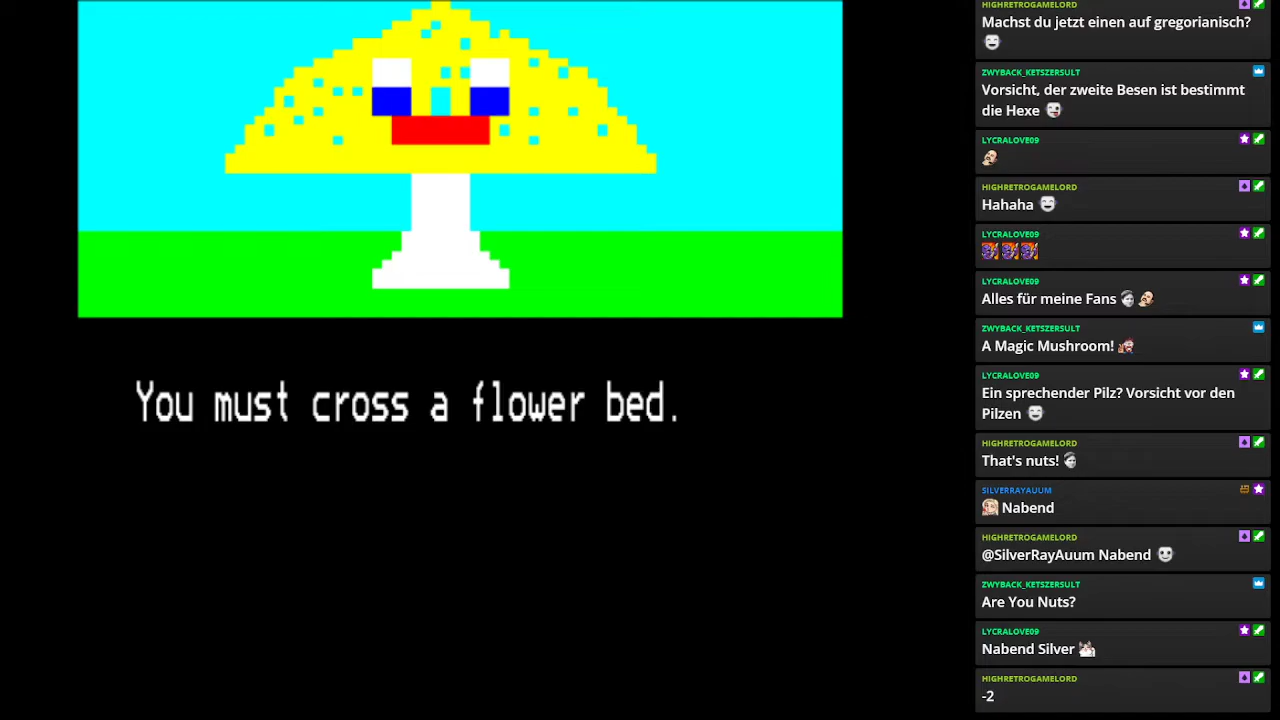 You must cross a flower bed.
HIGHRETROGAMELORD
Machst du jetzt einen auf gregorianisch?
ZWYBACK_KETSZERSULT
Vorsicht, der zweite Besen ist bestimmt
die Hexe
LYCRALOVE09
HIGHRETROGAMELORD
Hahaha
LYCRALOVE09
LYCRALOVE09
Alles für meine Fans
ZWYBACK_KETSZERSULT
A Magic Mushroom!
LYCRALOVE09
Ein sprechender Pilz? Vorsicht vor den
Pilzen
HIGHRETROGAMELORD
That's nuts!
SILVERRAYAUUM
Nabend
HIGHRETROGAMELORD
@SilverRayAuum Nabend
ZWYBACK_KETSZERSULT
Are You Nuts?
LYCRALOVE09
Nabend Silver
HIGHRETROGAMELORD
-2